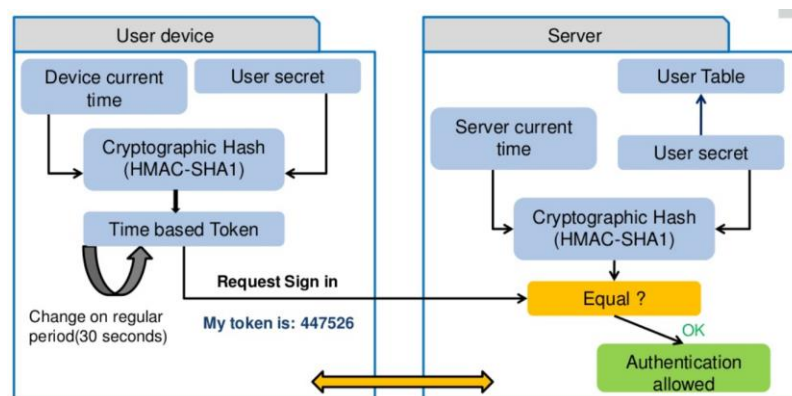 User device
Device current
time
User secret
Cryptographic Hash
(HMAC-SHA1)
Time based Token
Change on regular
period(30 seconds)
Request Sign in
My token is: 447526
Server
User Table
Server current
time
User secret
Cryptographic Hash
(HMAC-SHA1)
Equal ?
OK
Authentication
allowed